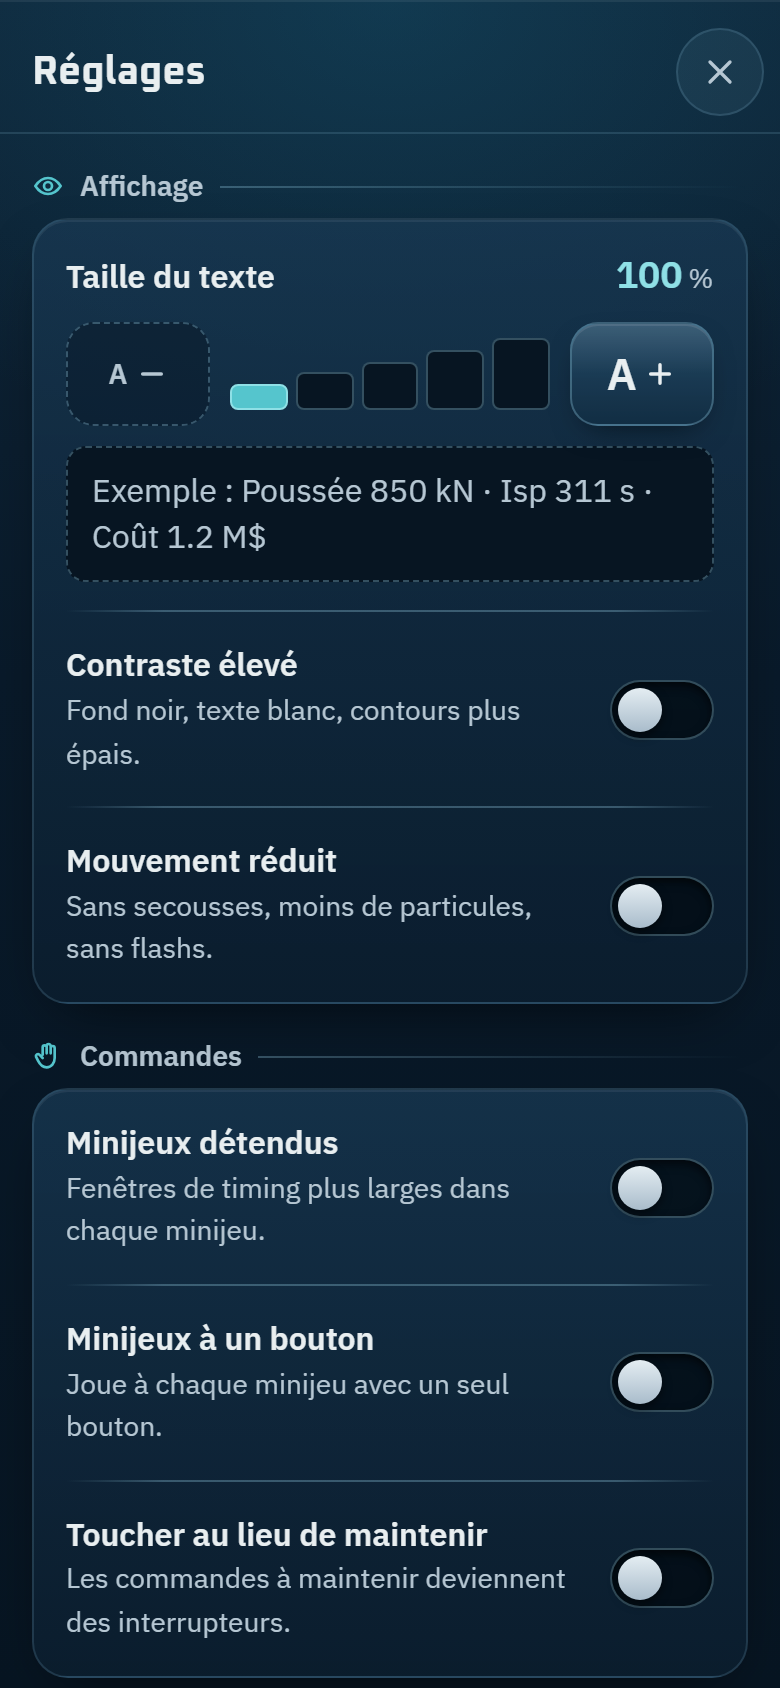 Réglages
Affichage
Taille du texte
100 %
A −
A +
Exemple : Poussée 850 kN · Isp 311 s ·
Coût 1.2 M$
Contraste élevé
Fond noir, texte blanc, contours plus
épais.
Mouvement réduit
Sans secousses, moins de particules,
sans flashs.
Commandes
Minijeux détendus
Fenêtres de timing plus larges dans
chaque minijeu.
Minijeux à un bouton
Joue à chaque minijeu avec un seul
bouton.
Toucher au lieu de maintenir
Les commandes à maintenir deviennent
des interrupteurs.